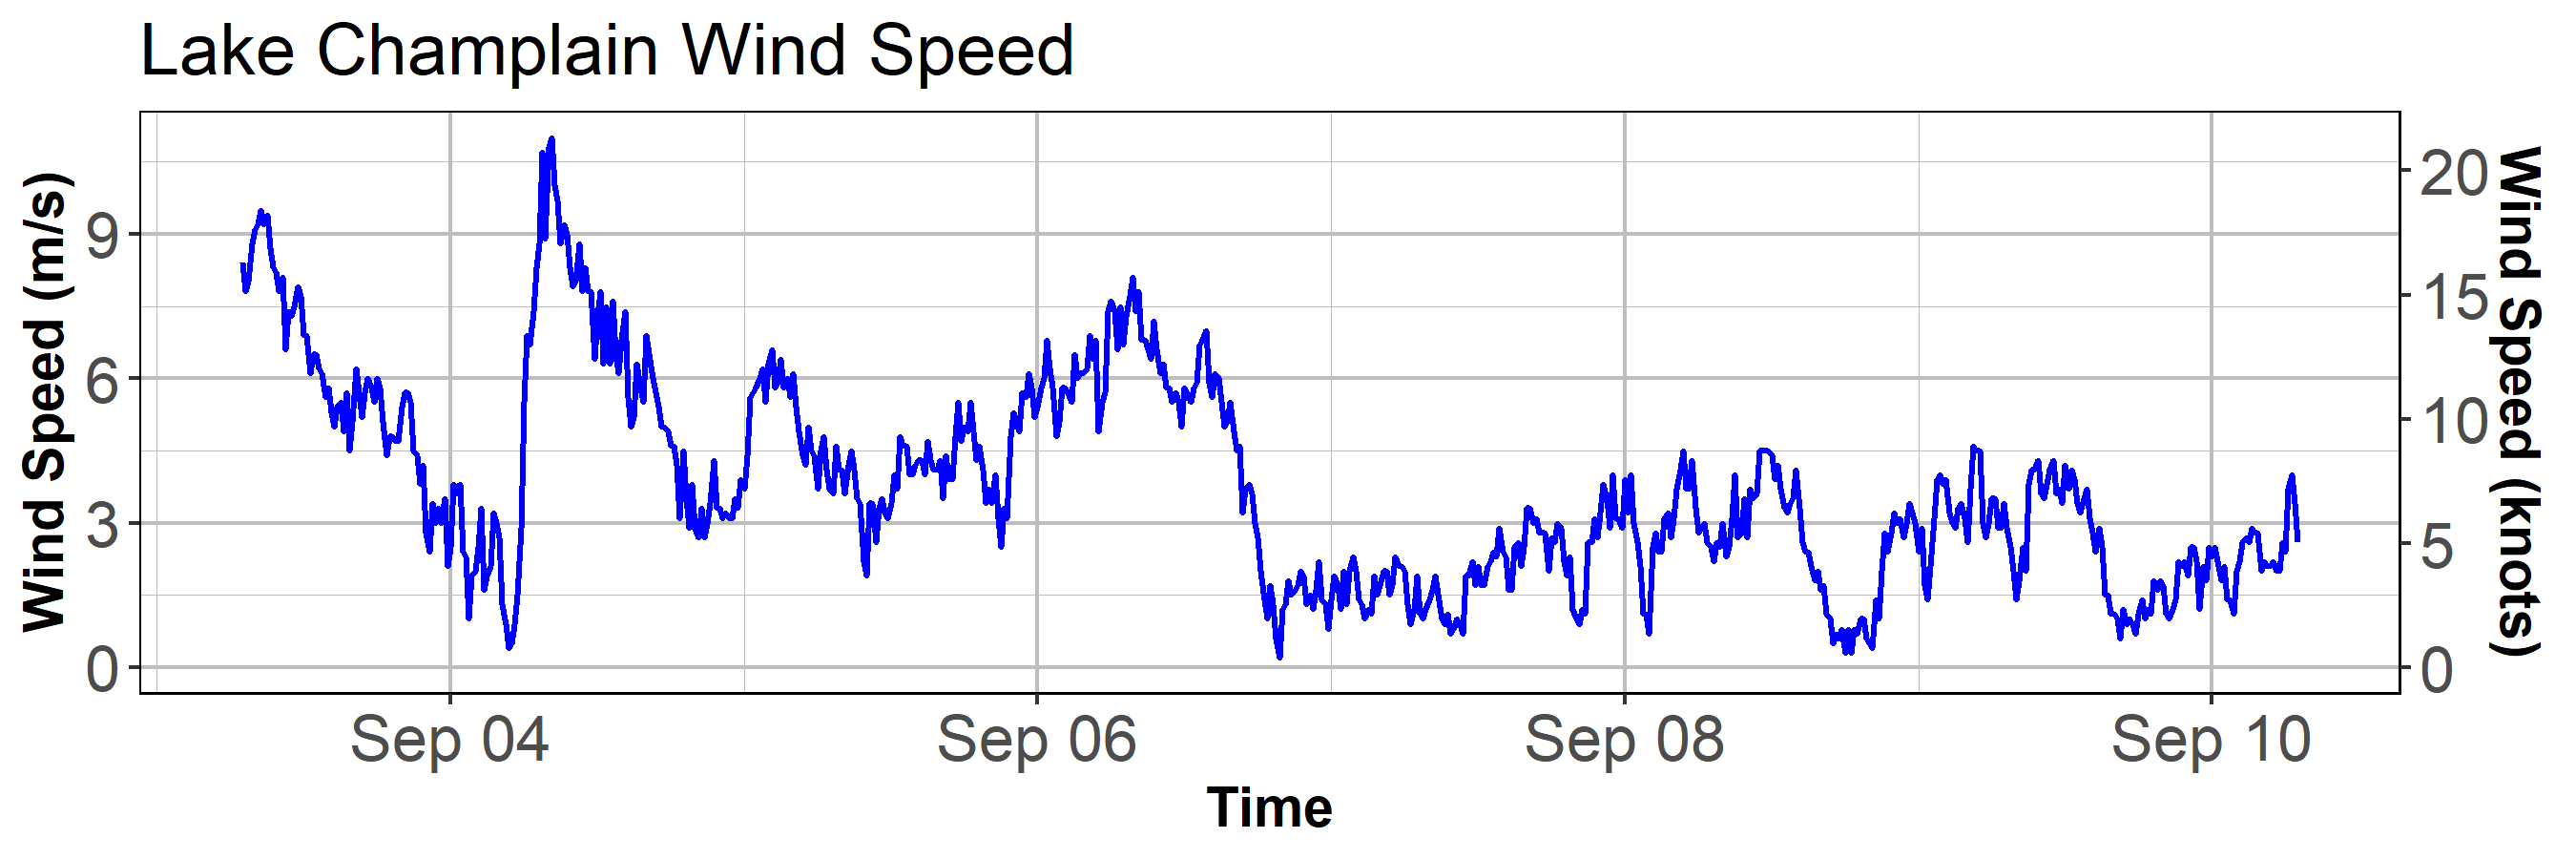 Lake Champlain Wind Speed
Wind Speed (m/s)
9
6
3
0
20
15
10
5
0
Wind Speed (knots)
Sep 04
Sep 06
Sep 08
Sep 10
Time